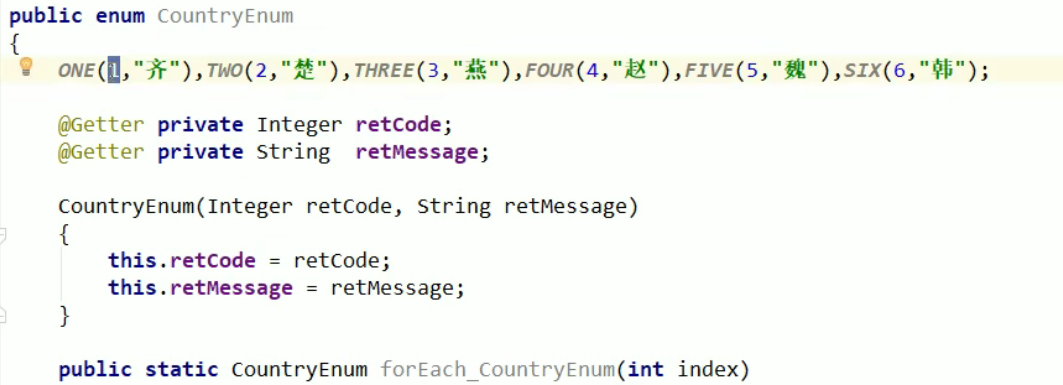 public enum CountryEnum
{
ONE(1,"齐"),TWO(2,"楚"),THREE(3,"燕"),FOUR(4,"赵"),FIVE(5,"魏"),SIX(6,"韩");
@Getter private Integer retCode;
@Getter private String  retMessage;
CountryEnum(Integer retCode, String retMessage)
{
this.retCode = retCode;
this.retMessage = retMessage;
}
public static CountryEnum forEach_CountryEnum(int index)